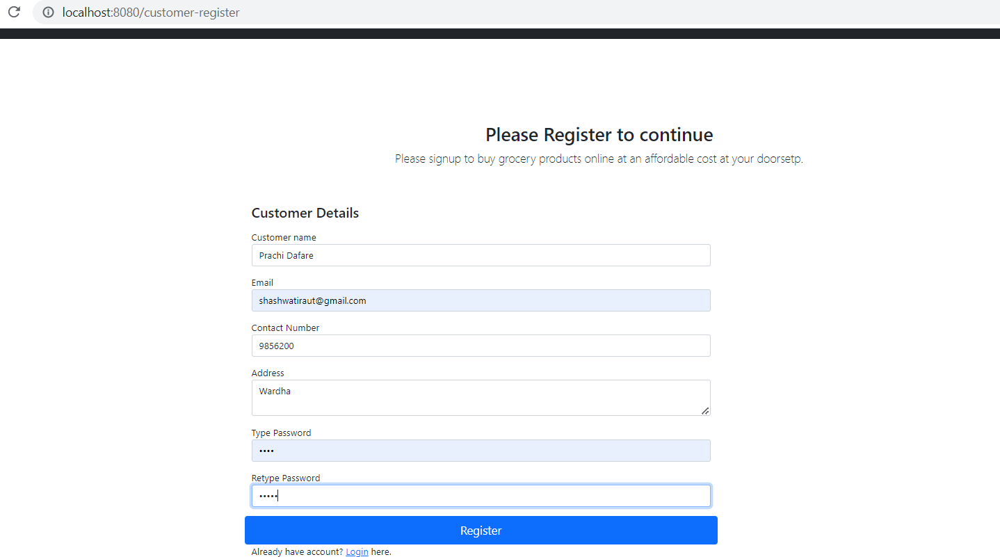 localhost:8080/customer-register
Please Register to continue
Please signup to buy grocery products online at an affordable cost at your doorsetp.
Customer Details
Customer name
Prachi Dafare
Email
shashwatiraut@gmail.com
Contact Number
9856200
Address
Wardha
Type Password
••••
Retype Password
•••••
Register
Already have account? Login here.